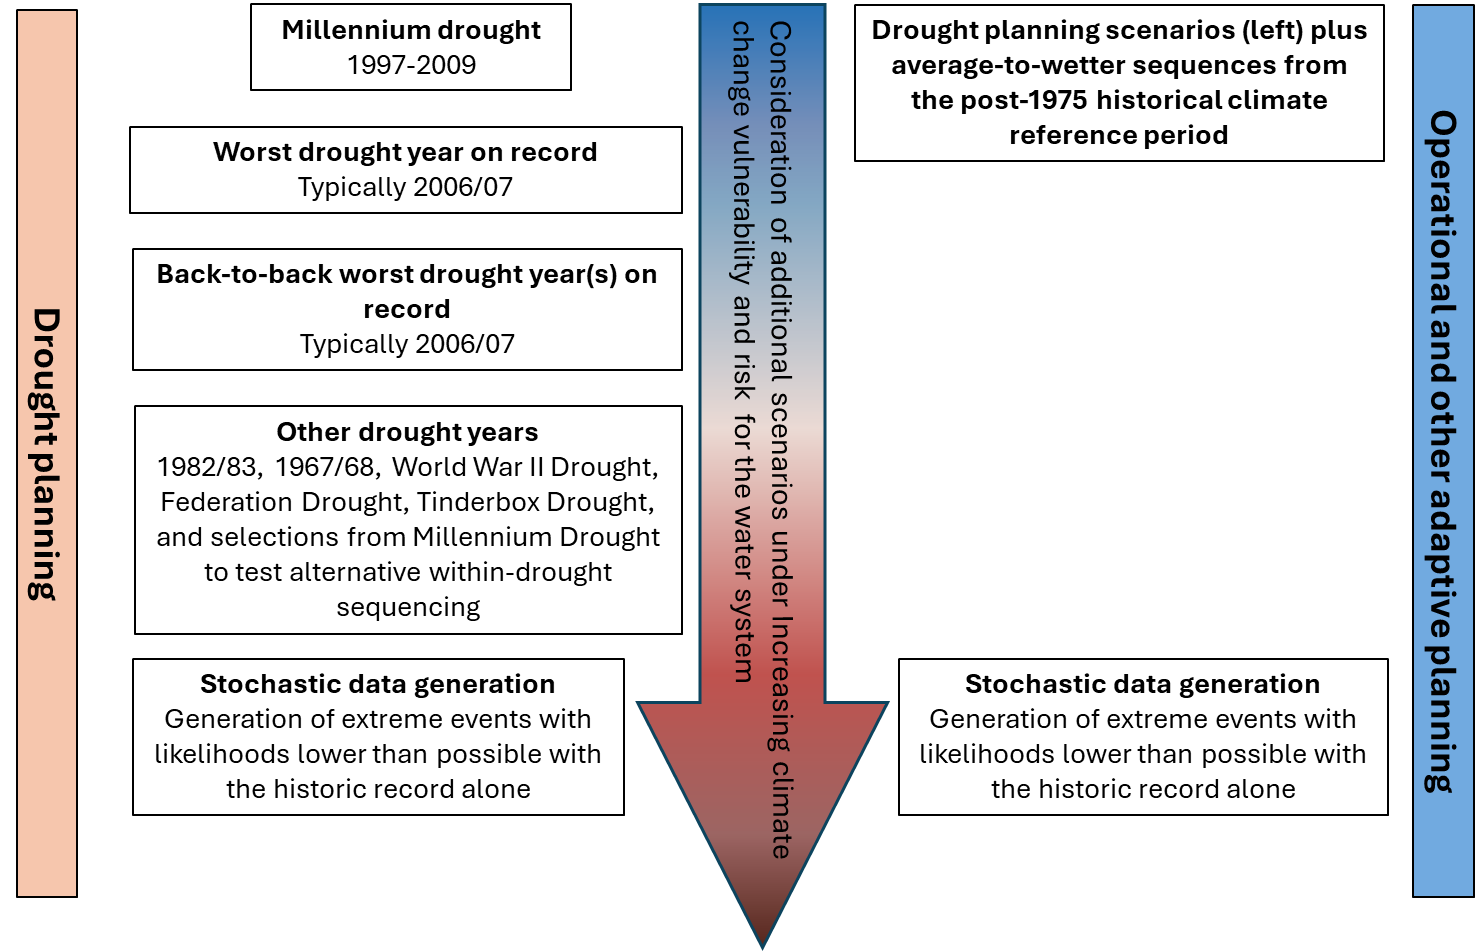 Drought planning
Millennium drought
1997-2009
Worst drought year on record
Typically 2006/07
Back-to-back worst drought year(s) on
record
Typically 2006/07
Other drought years
1982/83, 1967/68, World War II Drought,
Federation Drought, Tinderbox Drought,
and selections from Millennium Drought
to test alternative within-drought
sequencing
Stochastic data generation
Generation of extreme events with
likelihoods lower than possible with
the historic record alone
Consideration of additional scenarios under Increasing climate
change vulnerability and risk for the water system
Drought planning scenarios (left) plus
average-to-wetter sequences from
the post-1975 historical climate
reference period
Stochastic data generation
Generation of extreme events with
likelihoods lower than possible with
the historic record alone
Operational and other adaptive planning